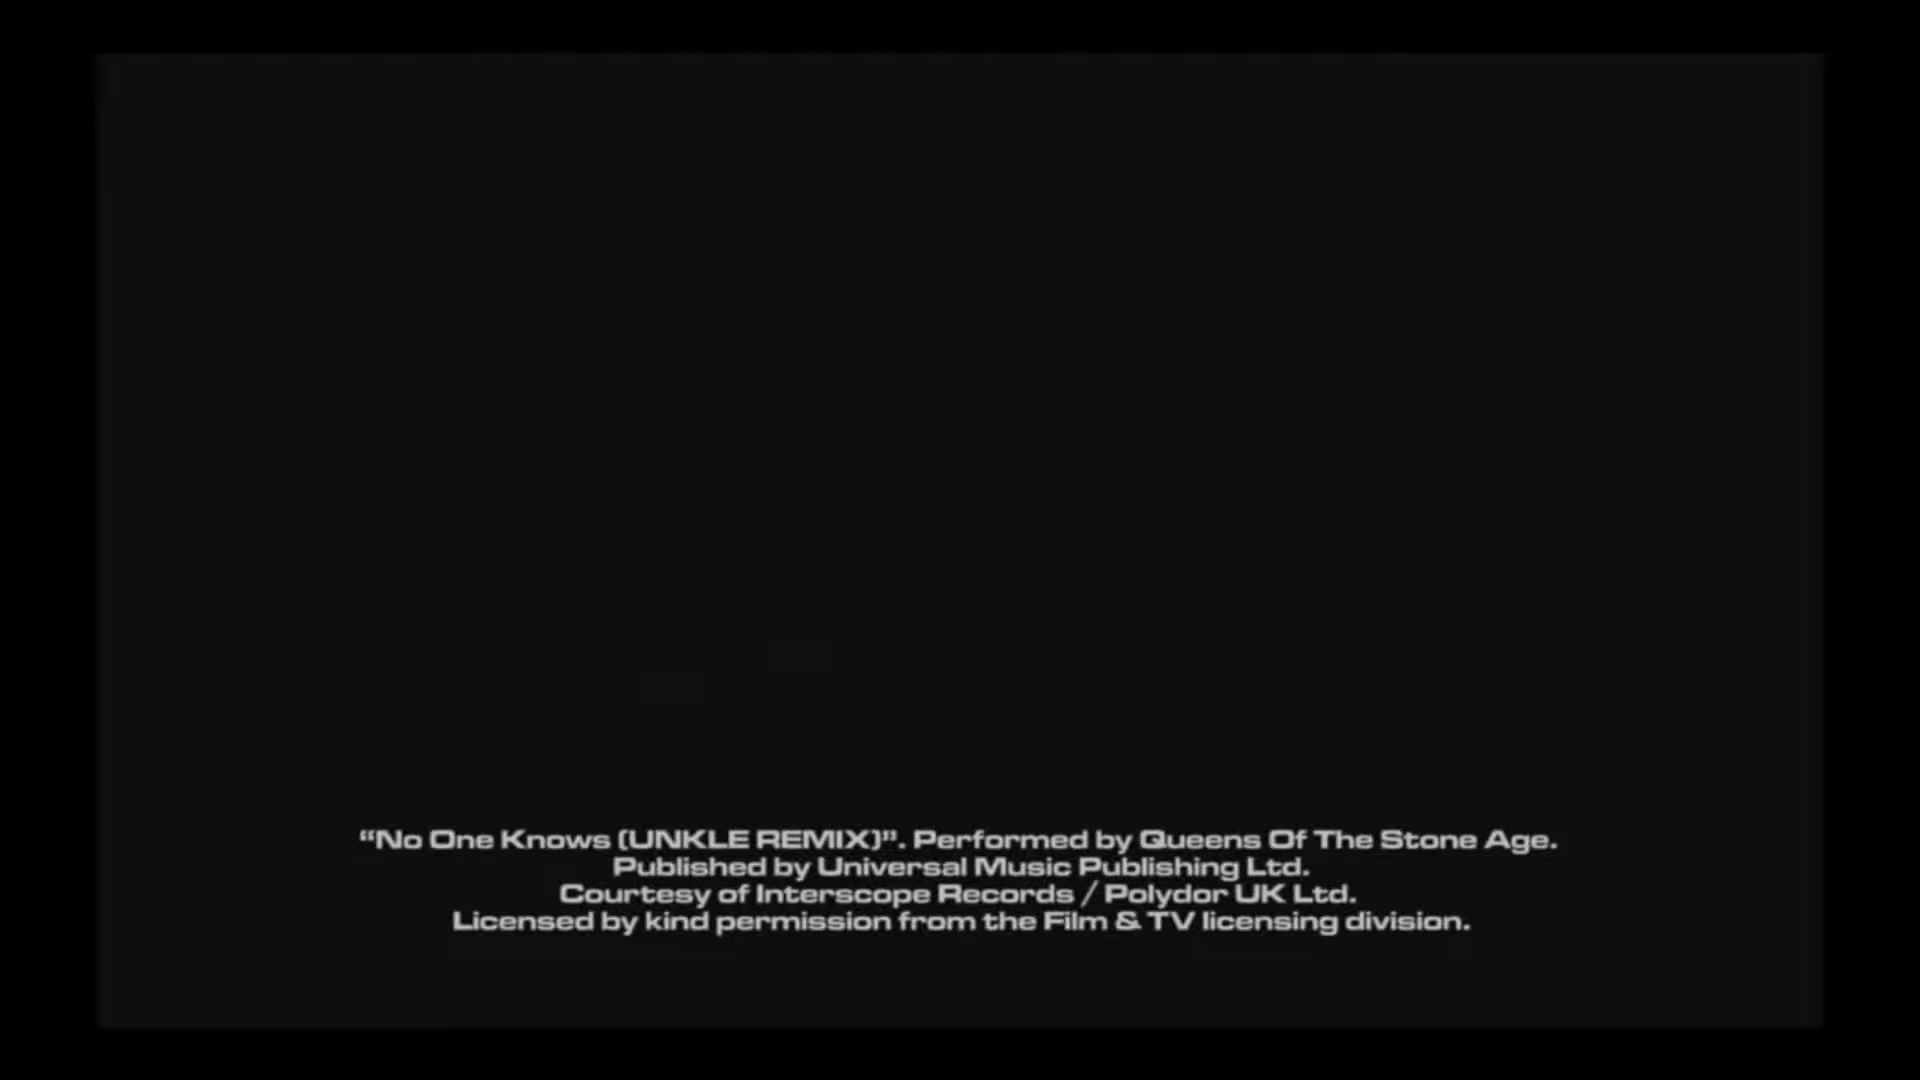 “No One Knows (UNKLE REMIX)”. Performed by Queens Of The Stone Age.
Published by Universal Music Publishing Ltd.
Courtesy of Interscope Records / Polydor UK Ltd.
Licensed by kind permission from the Film & TV licensing division.